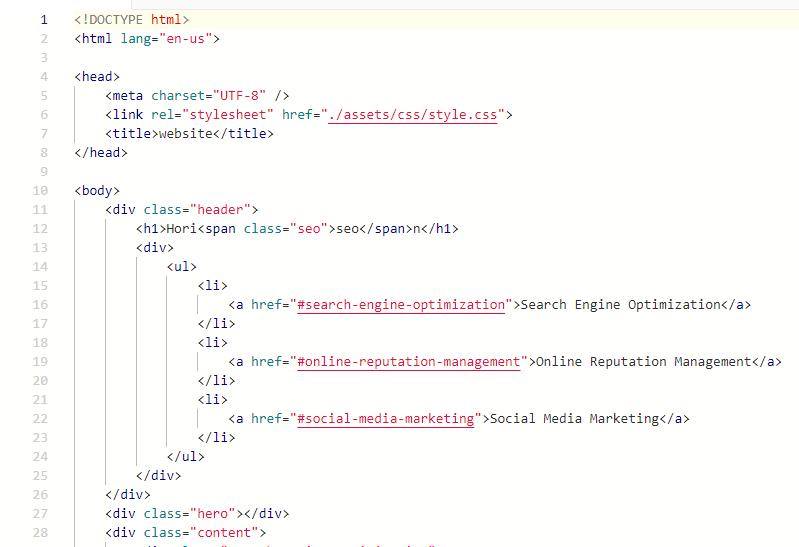 1 <!DOCTYPE html>
2 <html lang="en-us">
3
4 <head>
5     <meta charset="UTF-8" />
6     <link rel="stylesheet" href="./assets/css/style.css">
7     <title>website</title>
8 </head>
9
10 <body>
11     <div class="header">
12         <h1>Hori<span class="seo">seo</span>n</h1>
13         <div>
14             <ul>
15                 <li>
16                     <a href="#search-engine-optimization">Search Engine Optimization</a>
17                 </li>
18                 <li>
19                     <a href="#online-reputation-management">Online Reputation Management</a>
20                 </li>
21                 <li>
22                     <a href="#social-media-marketing">Social Media Marketing</a>
23                 </li>
24             </ul>
25         </div>
26     </div>
27     <div class="hero"></div>
28     <div class="content">